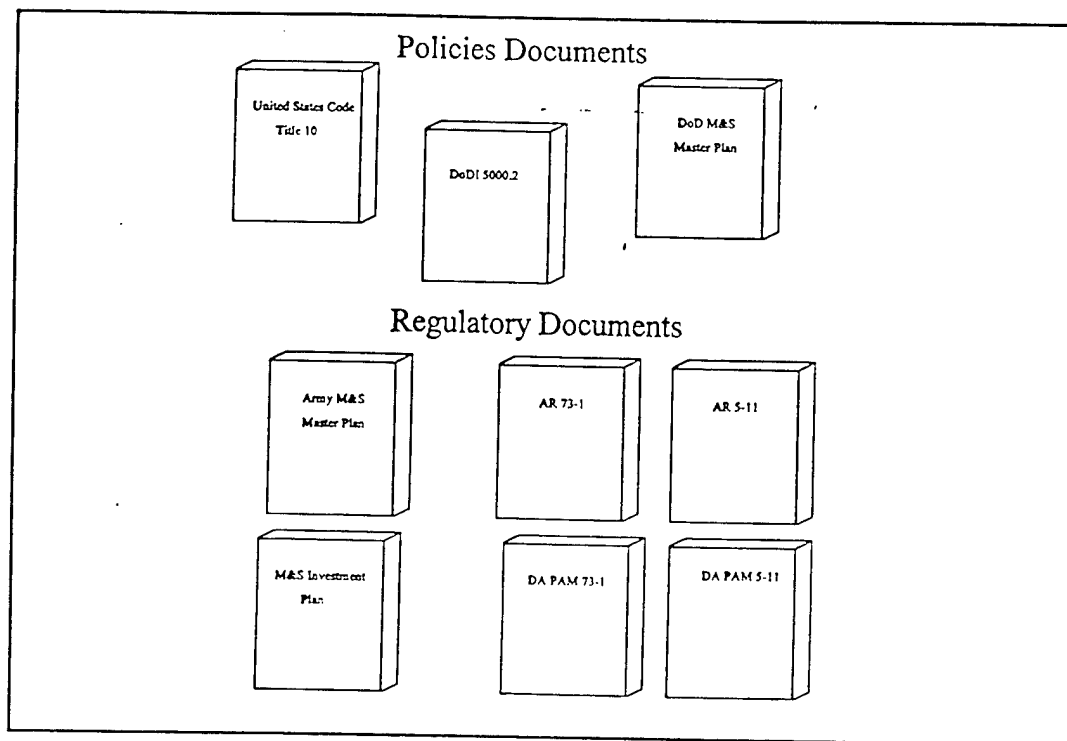 Policies Documents
United States Code
Title 10
DoDI 5000.2
DoD M&S
Master Plan
Regulatory Documents
Army M&S
Master Plan
AR 73-1
AR 5-11
M&S Investment
Plan
DA PAM 73-1
DA PAM 5-11